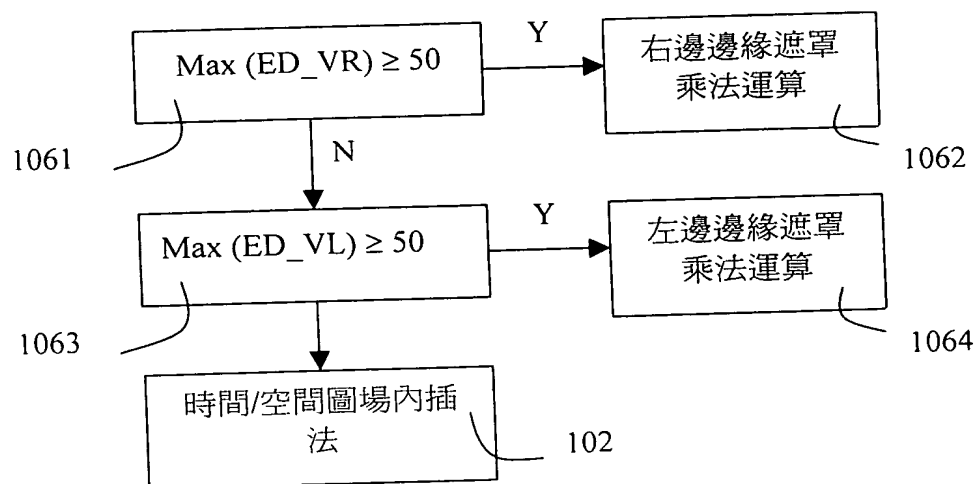 Max (ED_VR) ≥ 50
Y
右邊邊緣遮罩
乘法運算
1061
N
1062
Max (ED_VL) ≥ 50
Y
左邊邊緣遮罩
乘法運算
1063
1064
時間/空間圖場內插
法
102